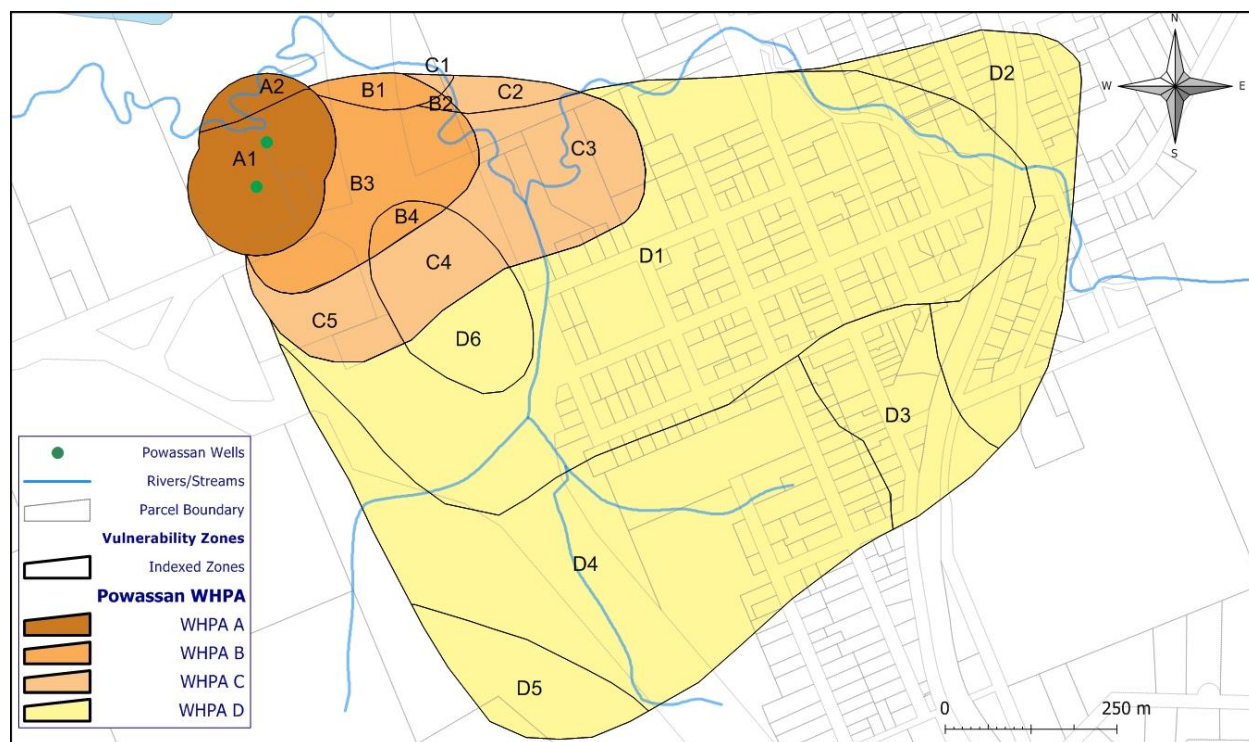 N
W
E
S
D2
C1
A2
B1
C2
B2
A1
C3
B3
B4
D1
C4
C5
D6
D3
D4
D5
Powassan Wells
Rivers/Streams
Parcel Boundary
Vulnerability Zones
Indexed Zones
Powassan WHPA
WHPA A
WHPA B
WHPA C
WHPA D
0 250 m